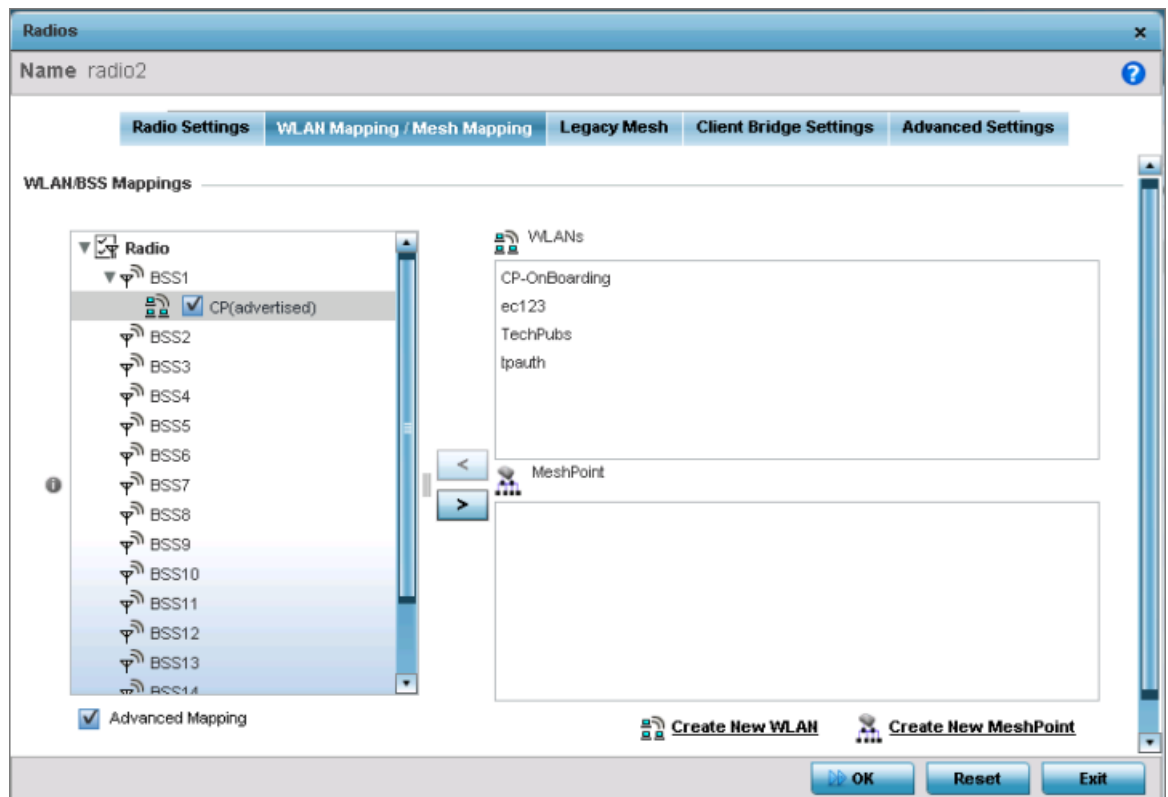 Radios ×
Name radio2 ?
Radio Settings WLAN Mapping / Mesh Mapping Legacy Mesh Client Bridge Settings Advanced Settings
WLAN/BSS Mappings
Radio
BSS1
CP(advertised)
BSS2
BSS3
BSS4
BSS5
BSS6
BSS7
BSS8
BSS9
BSS10
BSS11
BSS12
BSS13
BSS14
Advanced Mapping
<
>
WLANs
CP-OnBoarding
ec123
TechPubs
tpauth
MeshPoint
Create New WLAN Create New MeshPoint
OK Reset Exit